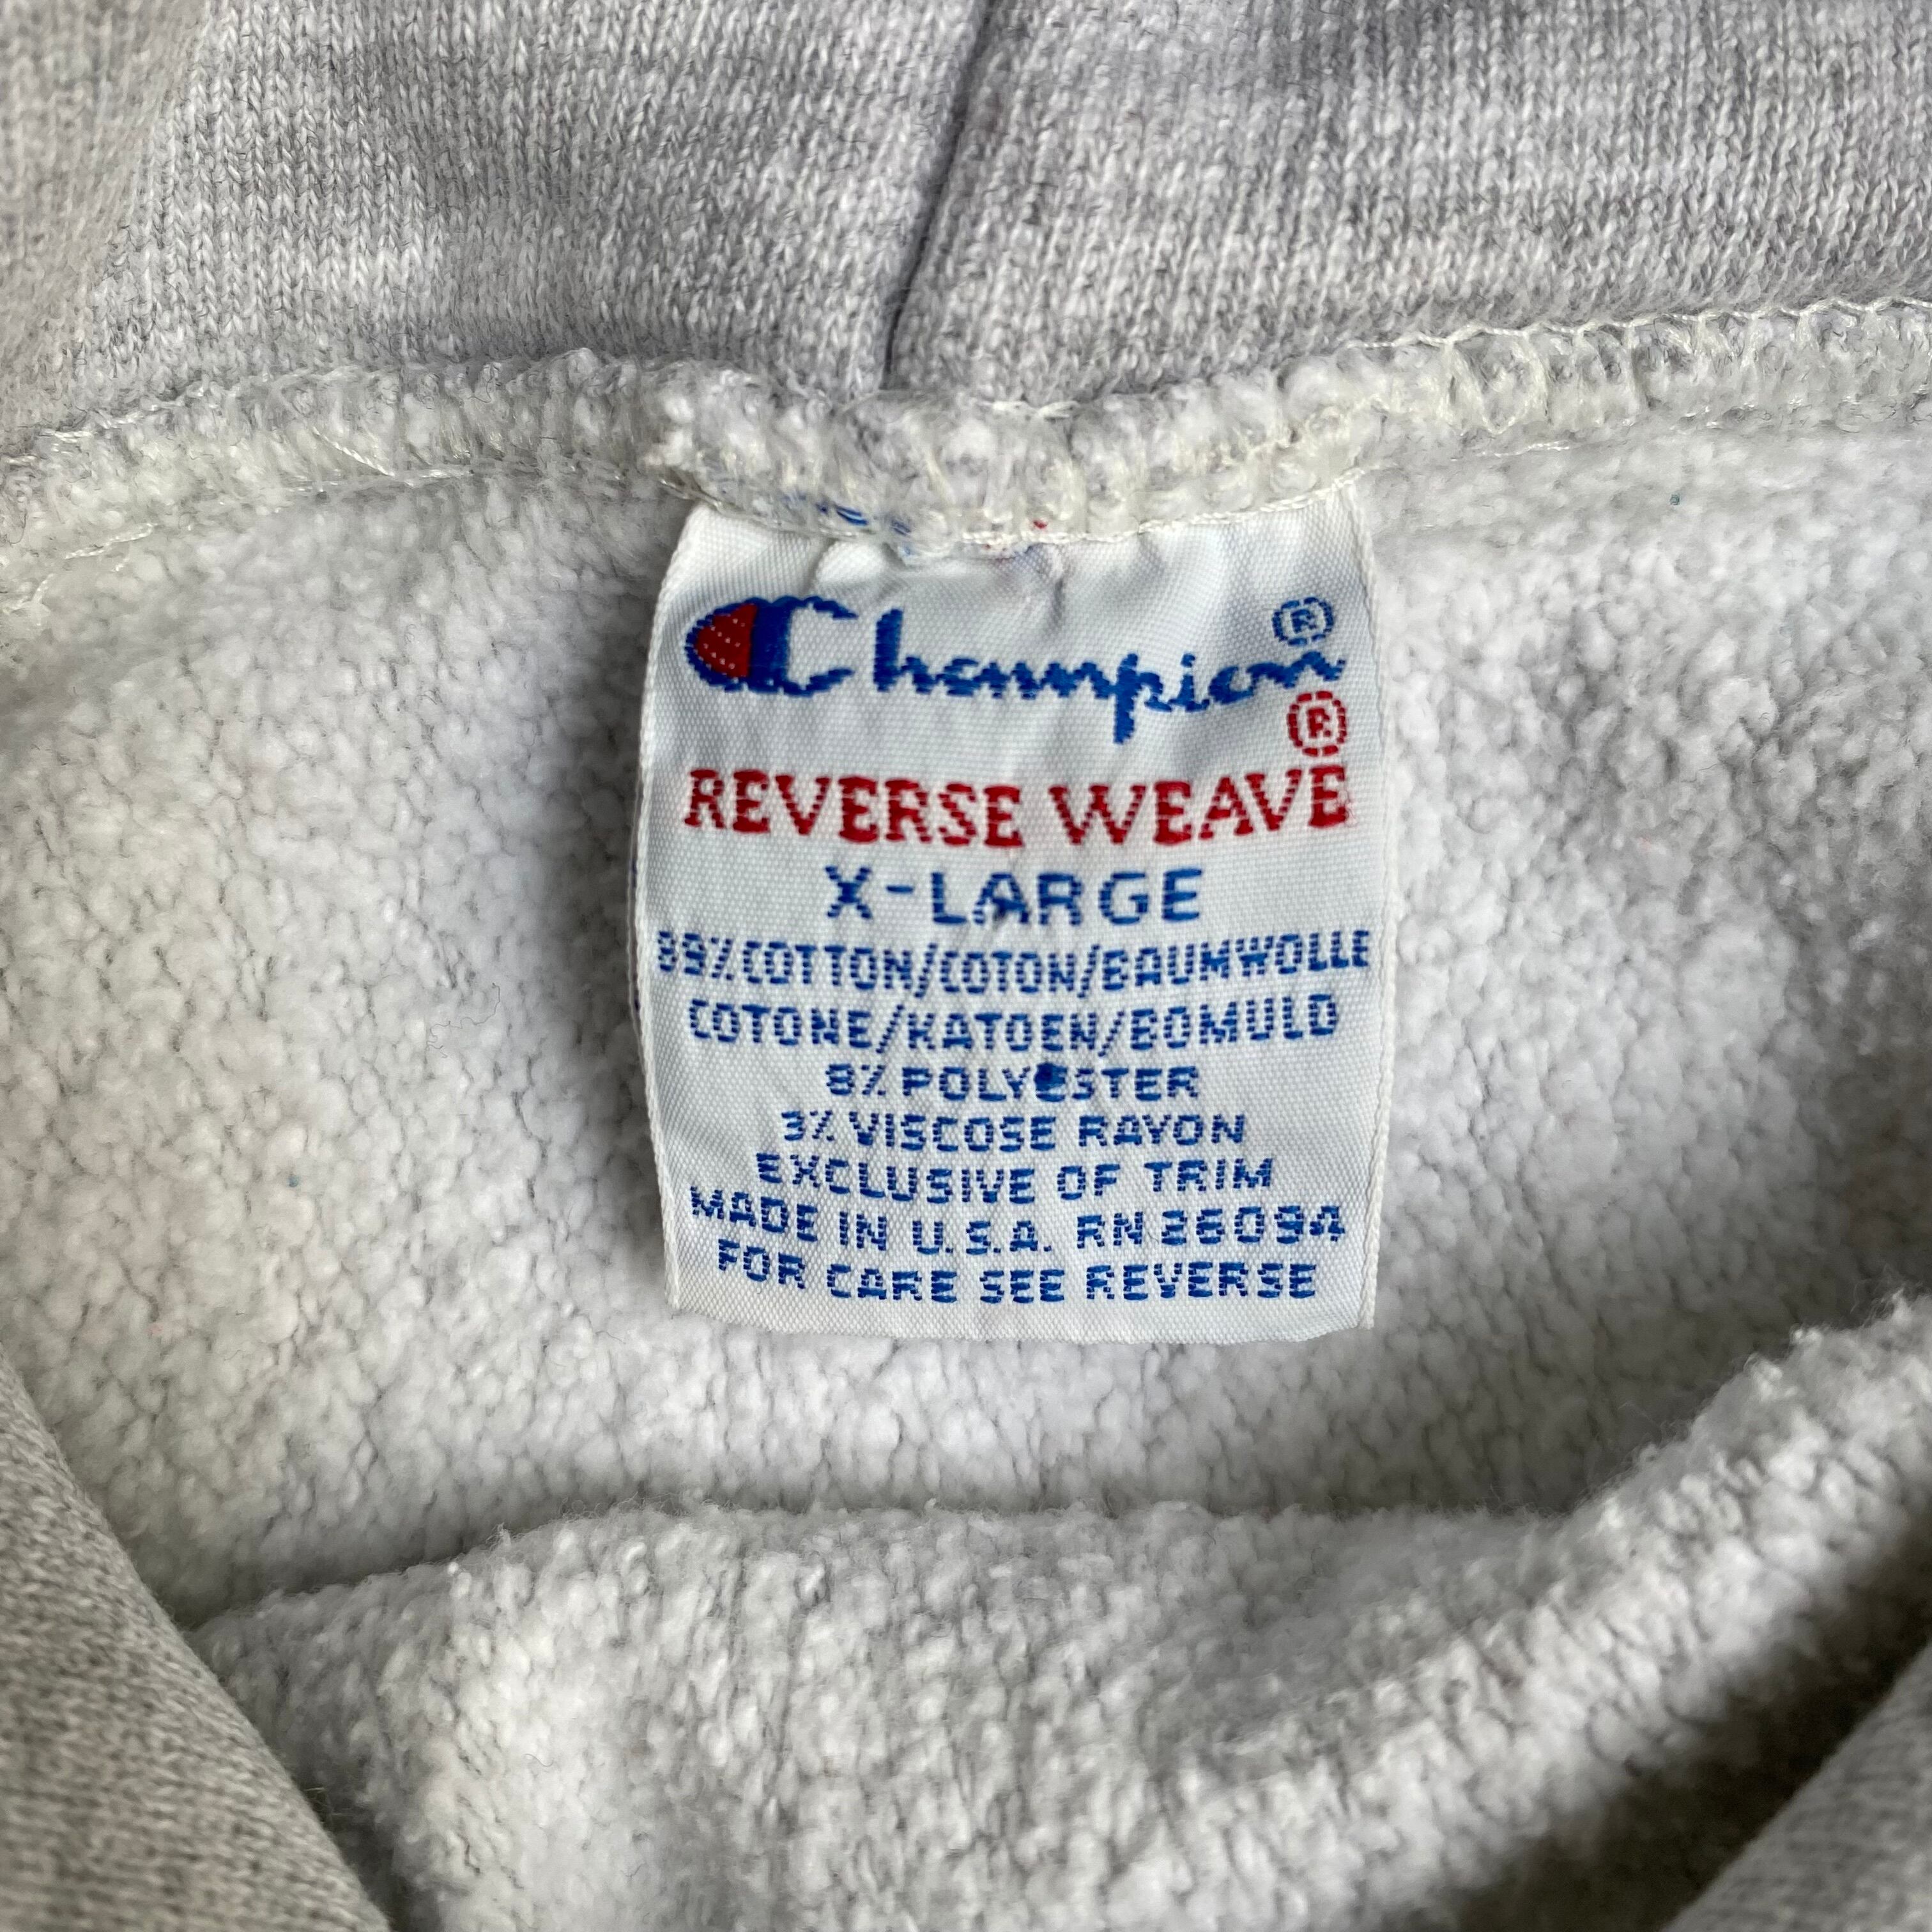 Champion®
®
REVERSE WEAVE
X-LARGE
89% COTTON/COTON/BAUMWOLLE
COTONE/KATOEN/BOMULD
8% POLYESTER
3% VISCOSE RAYON
EXCLUSIVE OF TRIM
MADE IN U.S.A. RN 26094
FOR CARE SEE REVERSE